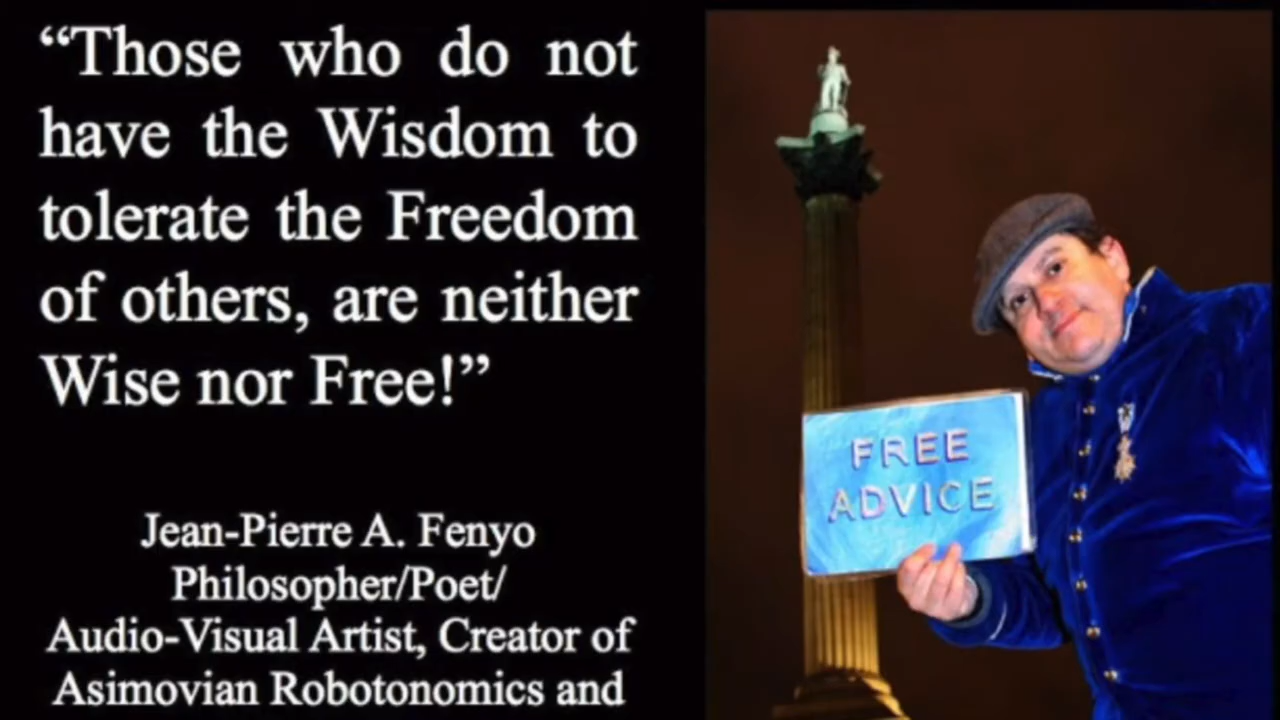 “Those who do not
have the Wisdom to
tolerate the Freedom
of others, are neither
Wise nor Free!”
Jean-Pierre A. Fenyo
Philosopher/Poet/
Audio-Visual Artist, Creator of
Asimovian Robotonomics and
FREE
ADVICE